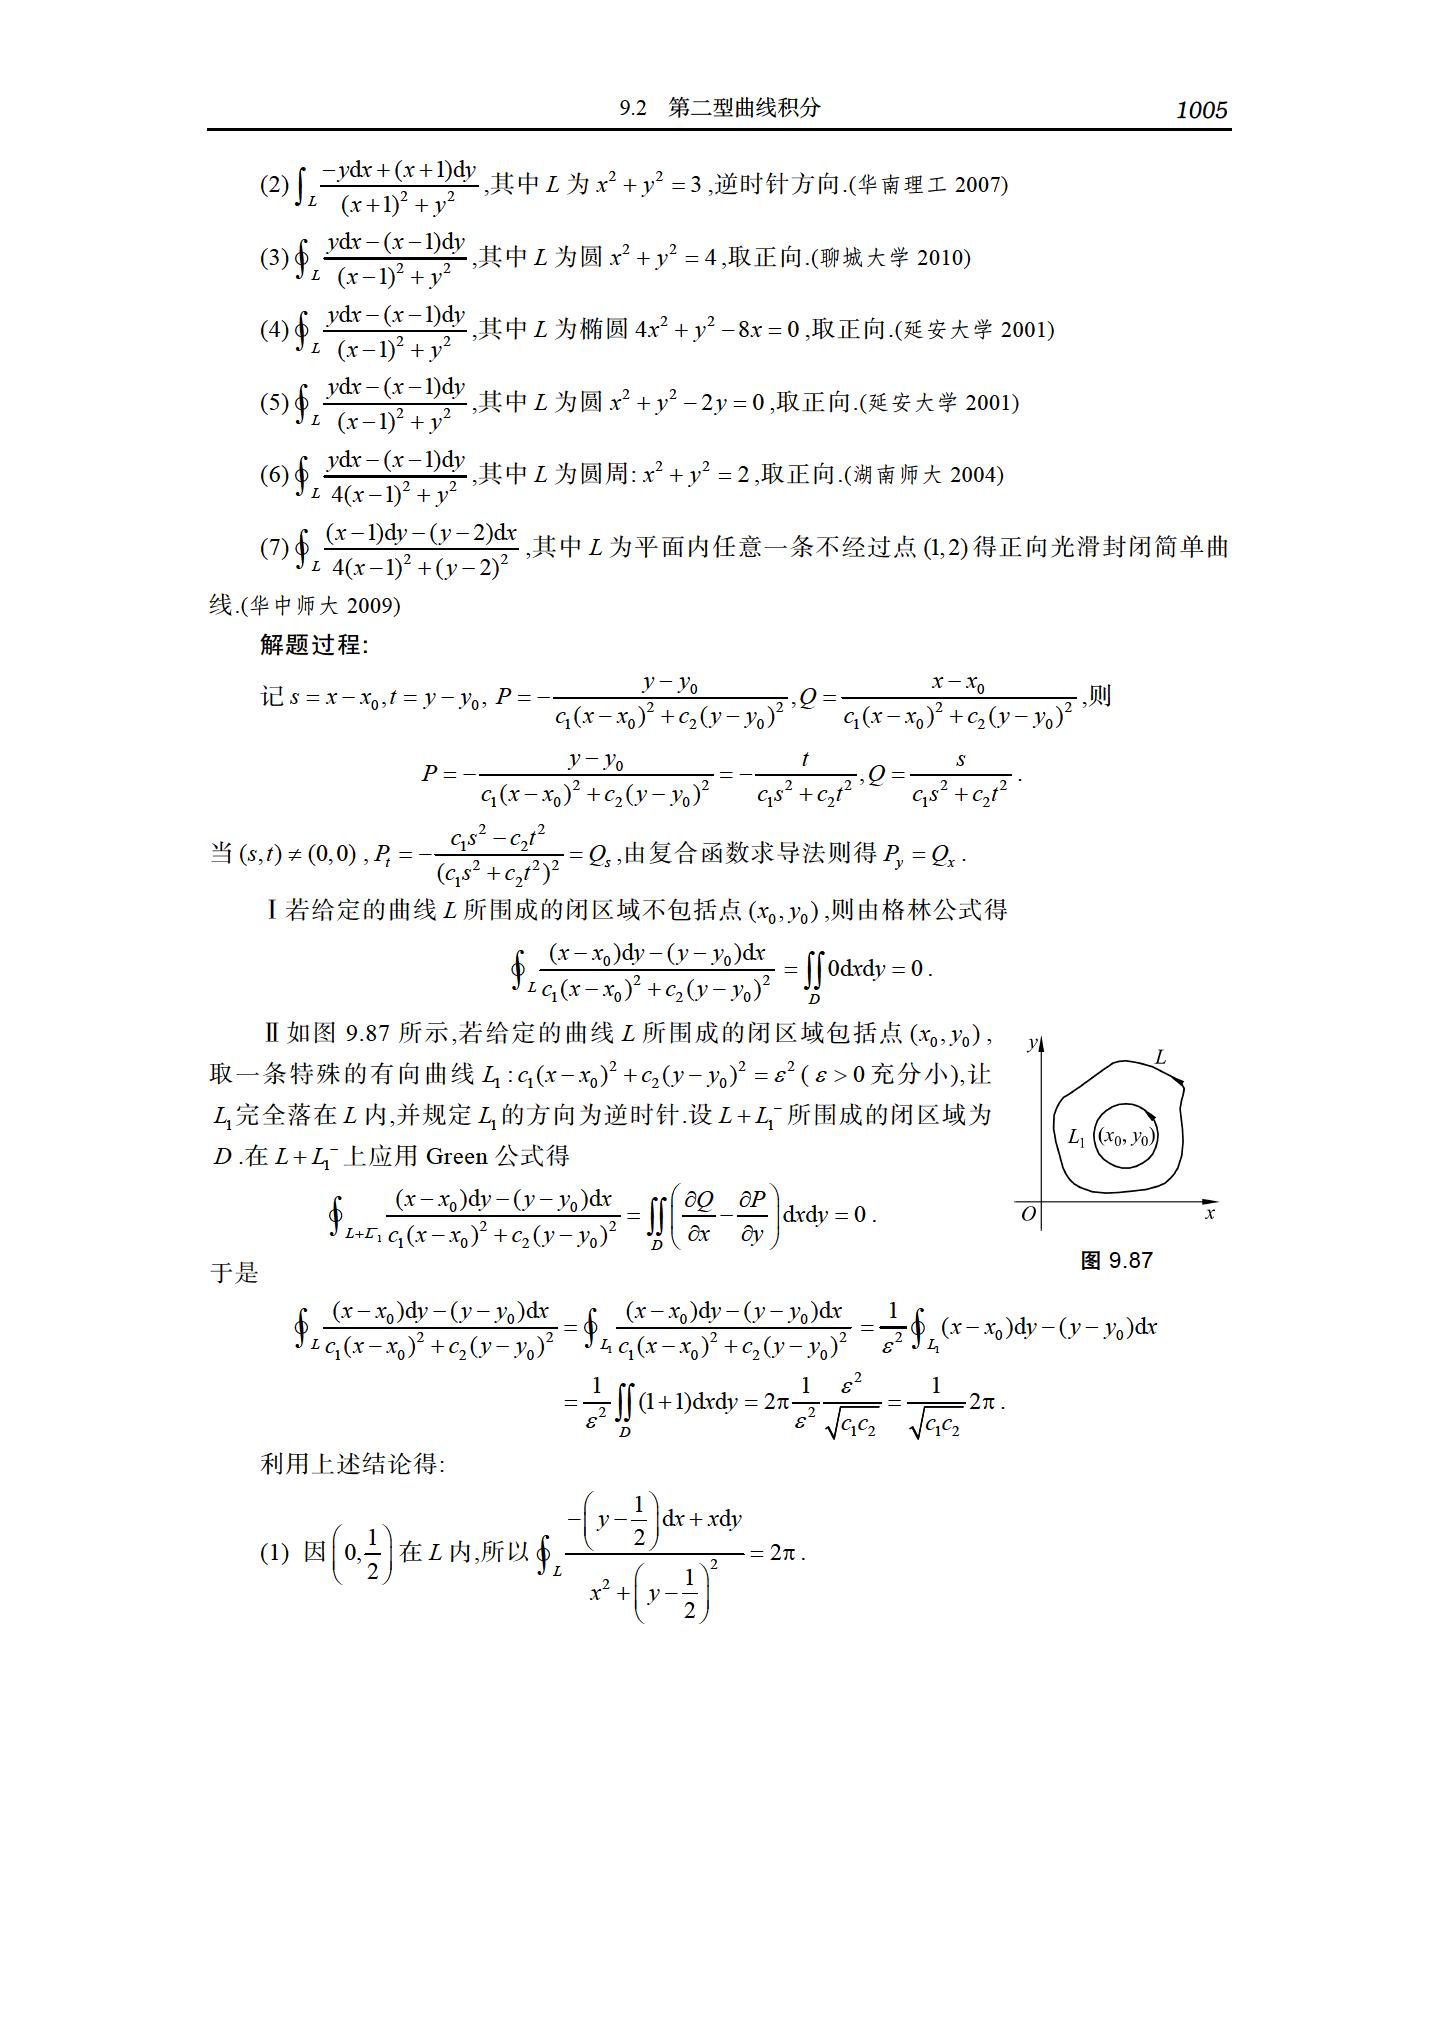 9.2 第二型曲线积分 1005
(2) \int_L \frac{-ydx+(x+1)dy}{(x+1)^2+y^2},其中 L 为 x^2+y^2=3,逆时针方向.(华南理工 2007)
(3) \oint_L \frac{ydx-(x-1)dy}{(x-1)^2+y^2},其中 L 为圆 x^2+y^2=4,取正向.(聊城大学 2010)
(4) \oint_L \frac{ydx-(x-1)dy}{(x-1)^2+y^2},其中 L 为椭圆 4x^2+y^2-8x=0,取正向.(延安大学 2001)
(5) \oint_L \frac{ydx-(x-1)dy}{(x-1)^2+y^2},其中 L 为圆 x^2+y^2-2y=0,取正向.(延安大学 2001)
(6) \oint_L \frac{ydx-(x-1)dy}{4(x-1)^2+y^2},其中 L 为圆周: x^2+y^2=2,取正向.(湖南师大 2004)
(7) \oint_L \frac{(x-1)dy-(y-2)dx}{4(x-1)^2+(y-2)^2},其中 L 为平面内任意一条不经过点 (1,2) 得正向光滑封闭简单曲
线.(华中师大 2009)
解题过程:
记 s=x-x_0,t=y-y_0, P=-\frac{y-y_0}{c_1(x-x_0)^2+c_2(y-y_0)^2},Q=\frac{x-x_0}{c_1(x-x_0)^2+c_2(y-y_0)^2},则
P=-\frac{y-y_0}{c_1(x-x_0)^2+c_2(y-y_0)^2}=-\frac{t}{c_1s^2+c_2t^2},Q=\frac{s}{c_1s^2+c_2t^2}.
当 (s,t)≠(0,0), P_t=-\frac{c_1s^2-c_2t^2}{(c_1s^2+c_2t^2)^2}=Q_s,由复合函数求导法则得 P_y=Q_x.
Ⅰ若给定的曲线 L 所围成的闭区域不包括点 (x_0,y_0),则由格林公式得
\oint_L \frac{(x-x_0)dy-(y-y_0)dx}{c_1(x-x_0)^2+c_2(y-y_0)^2}=\iint_D 0dxdy=0.
Ⅱ如图 9.87 所示,若给定的曲线 L 所围成的闭区域包括点 (x_0,y_0),
取一条特殊的有向曲线 L_1:c_1(x-x_0)^2+c_2(y-y_0)^2=ε^2(ε>0充分小),让
L_1完全落在 L 内,并规定 L_1的方向为逆时针.设 L+L_1^- 所围成的闭区域为
D.在 L+L_1^- 上应用 Green 公式得
\oint_{L+L^-_1} \frac{(x-x_0)dy-(y-y_0)dx}{c_1(x-x_0)^2+c_2(y-y_0)^2}=\iint_D \left(\frac{∂Q}{∂x}-\frac{∂P}{∂y}\right)dxdy=0.
y L L_1 (x_0, y_0) O x
图 9.87
于是
\oint_L \frac{(x-x_0)dy-(y-y_0)dx}{c_1(x-x_0)^2+c_2(y-y_0)^2}=\oint_{L_1} \frac{(x-x_0)dy-(y-y_0)dx}{c_1(x-x_0)^2+c_2(y-y_0)^2}=\frac{1}{ε^2}\oint_{L_1}(x-x_0)dy-(y-y_0)dx
=\frac{1}{ε^2}\iint_D(1+1)dxdy=2π\frac{1}{ε^2}\frac{ε^2}{\sqrt{c_1c_2}}=\frac{1}{\sqrt{c_1c_2}}2π.
利用上述结论得:
(1) 因\left(0,\frac{1}{2}\right)在 L 内,所以\oint_L \frac{-\left(y-\frac{1}{2}\right)dx+xdy}{x^2+\left(y-\frac{1}{2}\right)^2}=2π.